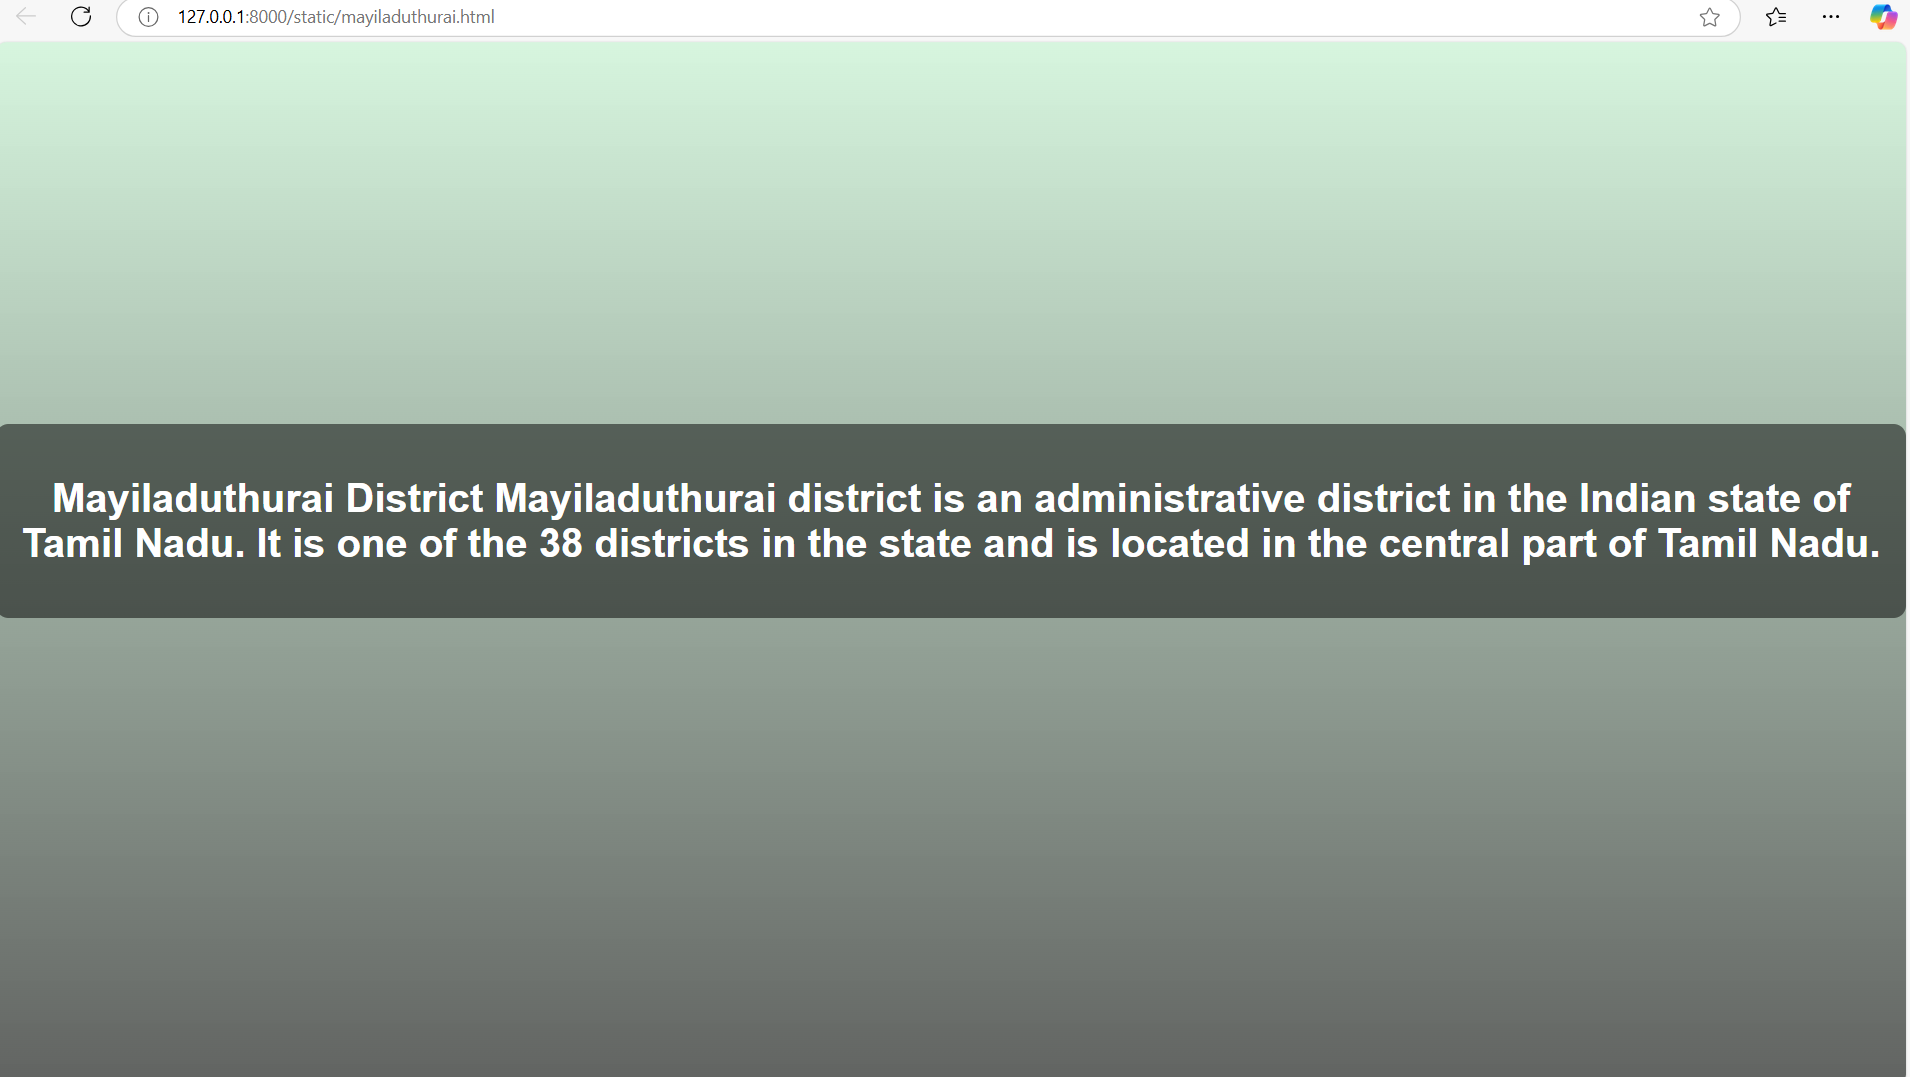 127.0.0.1:8000/static/mayiladuthurai.html
Mayiladuthurai District Mayiladuthurai district is an administrative district in the Indian state of
Tamil Nadu. It is one of the 38 districts in the state and is located in the central part of Tamil Nadu.